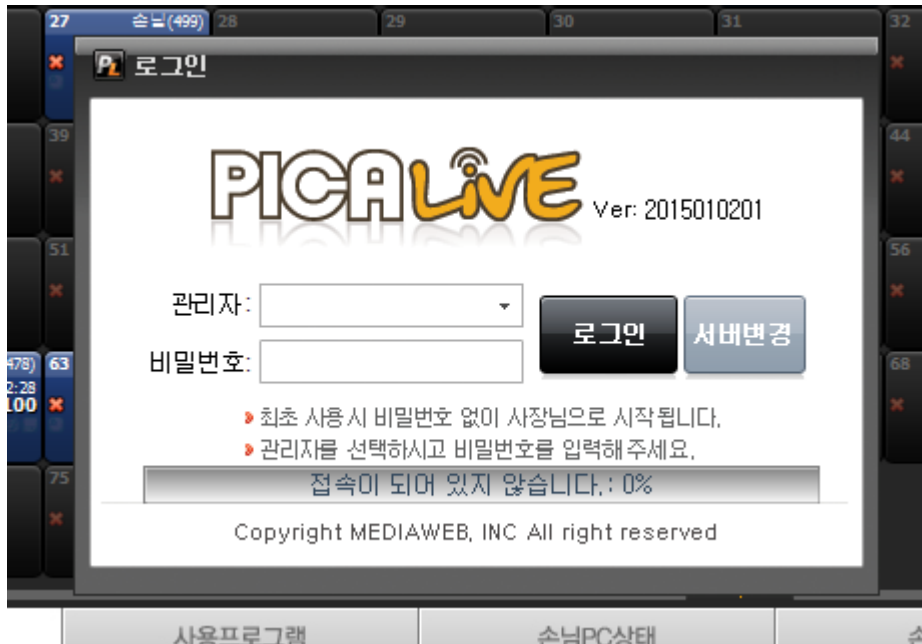 27 손님(499) 28 29 30 31 32
PL 로그인
39 44
PICA LIVE Ver: 2015010201
51 56
관리자:
로그인 서버변경
비밀번호:
478) 63 68
2:28
100
최초 사용시 비밀번호 없이 사장님으로 시작됩니다.
관리자를 선택하시고 비밀번호를 입력해주세요.
75
접속이 되어 있지 않습니다.: 0%
Copyright MEDIAWEB, INC All right reserved
사용프로그램 손님PC상태